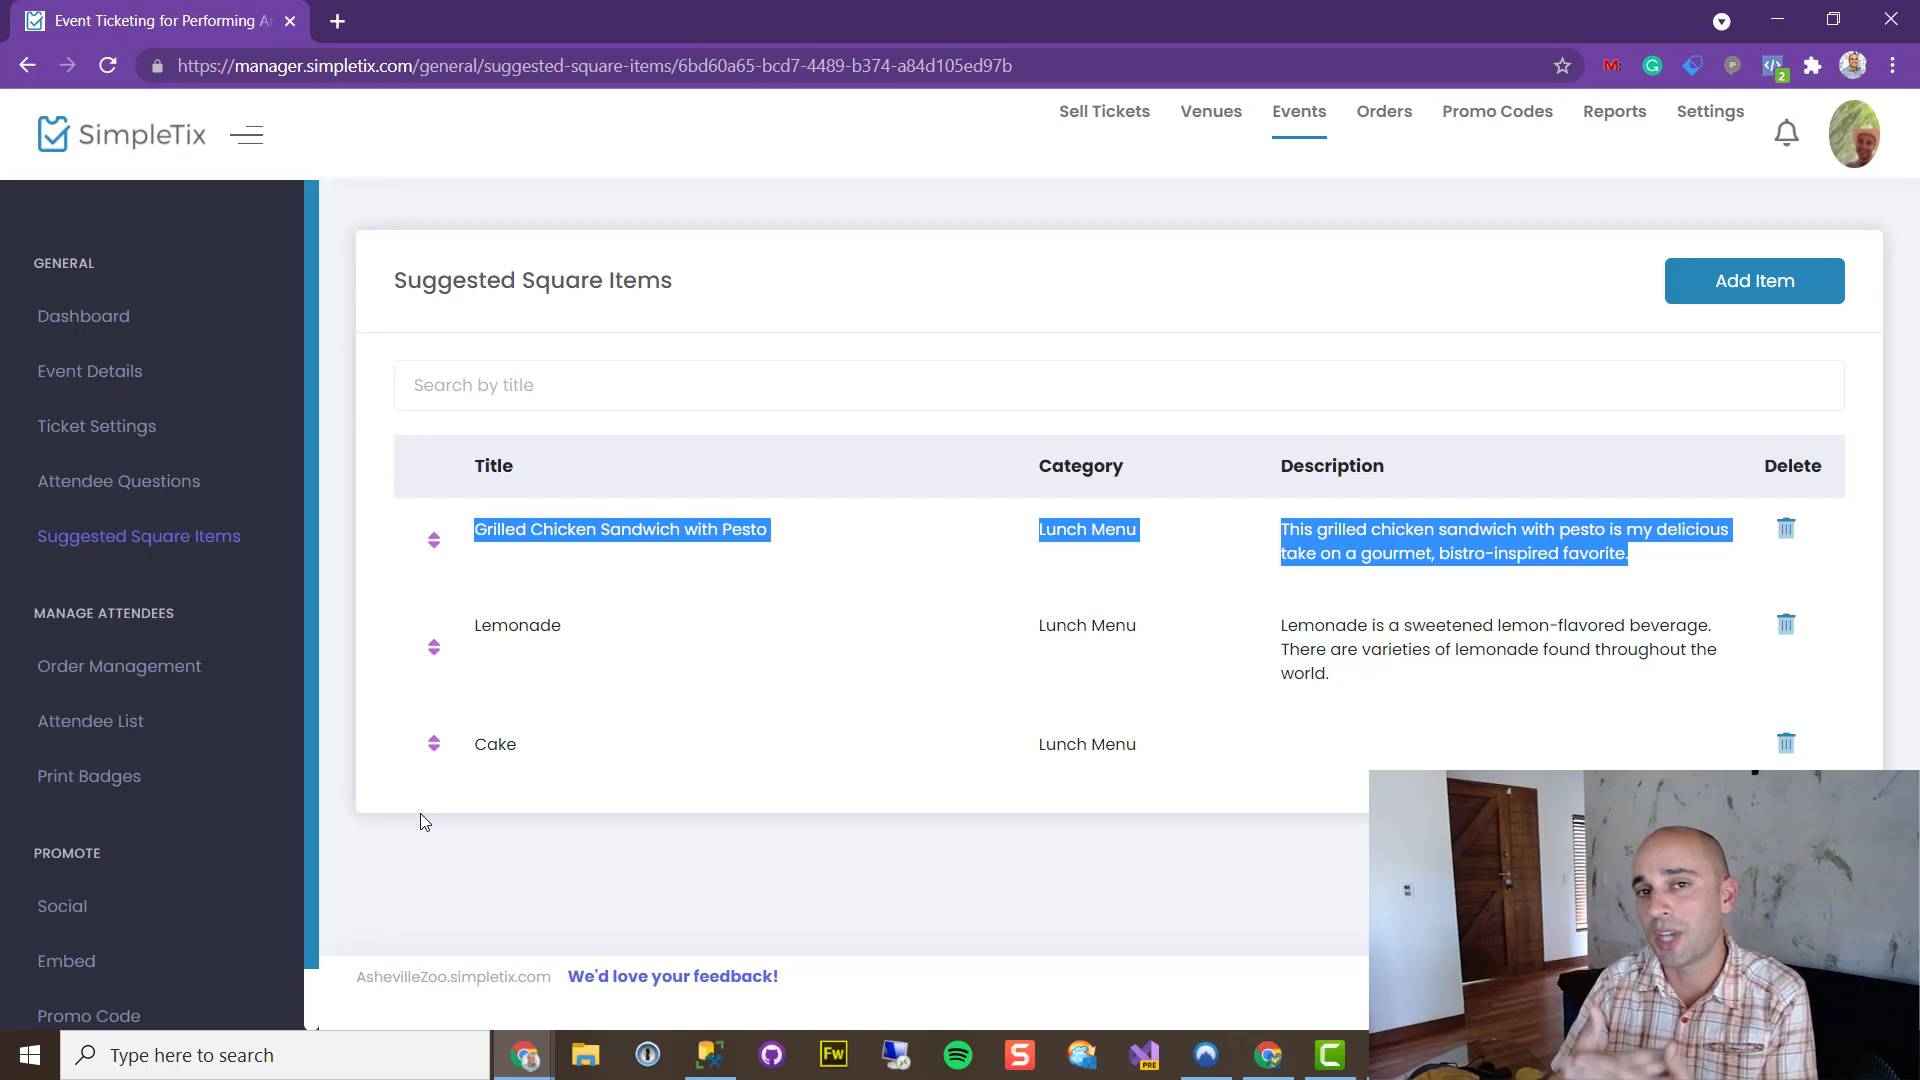 Event Ticketing for Performing A
https://manager.simpletix.com/general/suggested-square-items/6bd60a65-bcd7-4489-b374-a84d105ed97b
2
SimpleTix
Sell Tickets
Venues
Events
Orders
Promo Codes
Reports
Settings
GENERAL
Dashboard
Event Details
Ticket Settings
Attendee Questions
Suggested Square Items
MANAGE ATTENDEES
Order Management
Attendee List
Print Badges
PROMOTE
Social
Embed
Promo Code
Suggested Square Items
Add Item
Search by title
Title
Category
Description
Delete
Grilled Chicken Sandwich with Pesto
Lunch Menu
This grilled chicken sandwich with pesto is my delicious
take on a gourmet, bistro-inspired favorite.
Lemonade
Lunch Menu
Lemonade is a sweetened lemon-flavored beverage.
There are varieties of lemonade found throughout the
world.
Cake
Lunch Menu
AshevilleZoo.simpletix.com
We'd love your feedback!
Type here to search
Fw
S
PRE
C